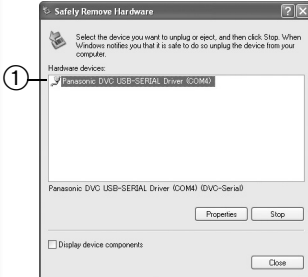 Safely Remove Hardware
Select the device you want to unplug or eject, and then click Stop. When
Windows notifies you that it is safe to do so unplug the device from your
computer.
Hardware devices:
1
Panasonic DVC USB-SERIAL Driver (COM4)
Panasonic DVC USB-SERIAL Driver (COM4) (DVC-Serial)
Properties
Stop
Display device components
Close